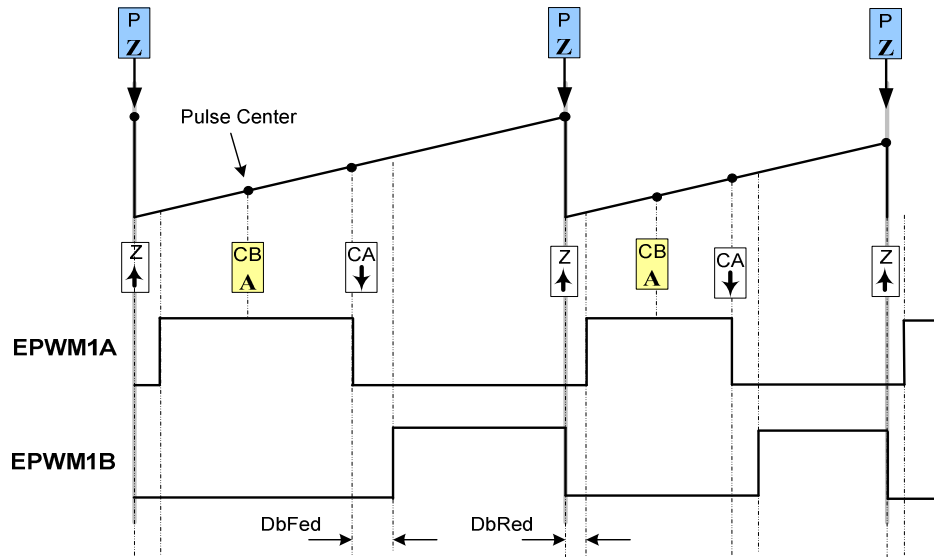 P
Z
P
Z
P
Z
Pulse Center
Z
CB
A
CA
Z
CB
A
CA
Z
EPWM1A
EPWM1B
DbFed
DbRed